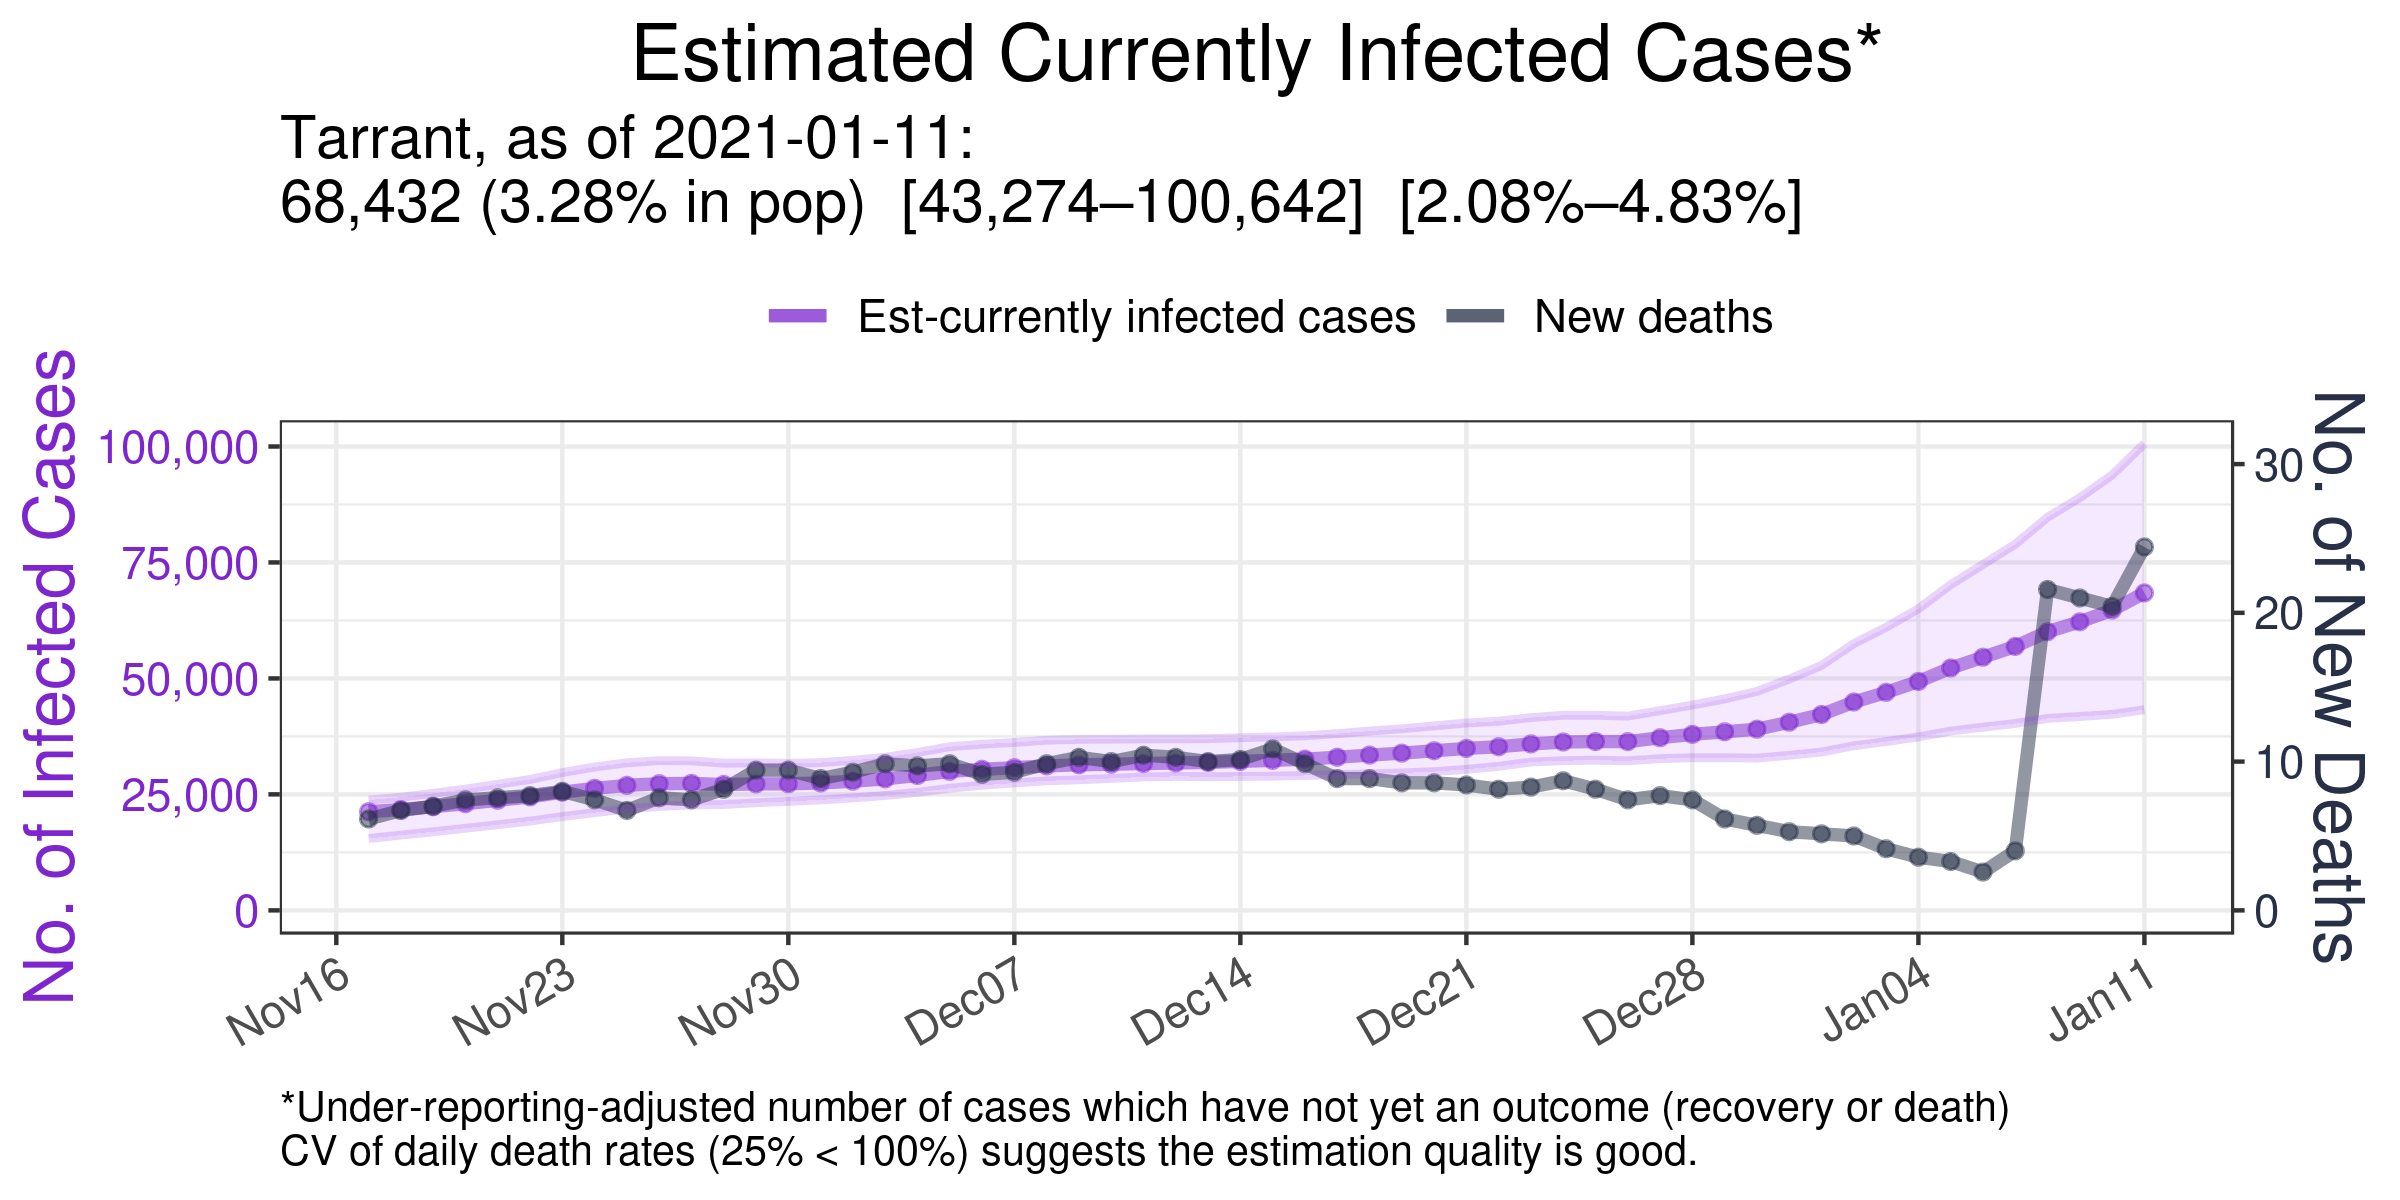 Estimated Currently Infected Cases*
Tarrant, as of 2021-01-11:
68,432 (3.28% in pop)  [43,274–100,642]  [2.08%–4.83%]
Est-currently infected cases
New deaths
No. of Infected Cases
100,000
75,000
50,000
25,000
0
30
20
10
0
No. of New Deaths
Nov16
Nov23
Nov30
Dec07
Dec14
Dec21
Dec28
Jan04
Jan11
*Under-reporting-adjusted number of cases which have not yet an outcome (recovery or death)
CV of daily death rates (25% < 100%) suggests the estimation quality is good.